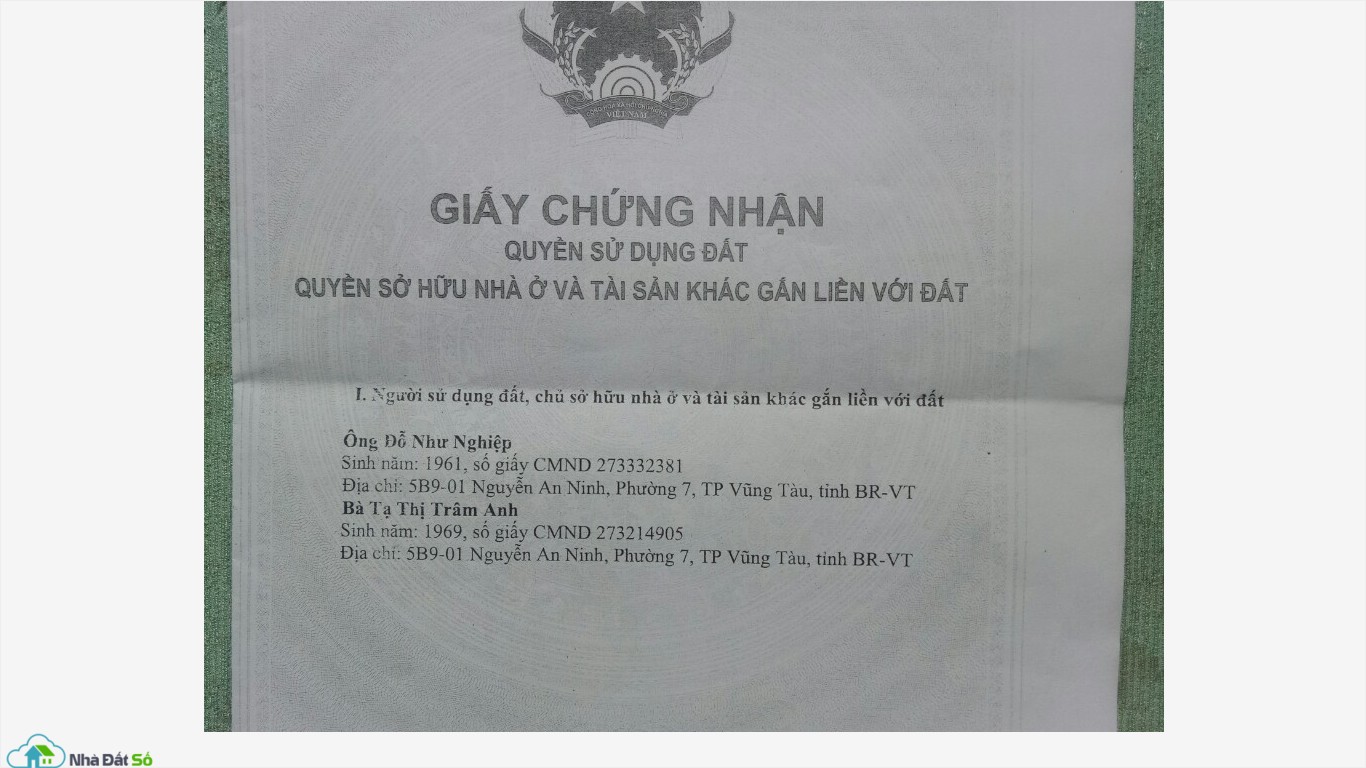 VIỆT NAM
GIẤY CHỨNG NHẬN
QUYỀN SỬ DỤNG ĐẤT
QUYỀN SỞ HỮU NHÀ Ở VÀ TÀI SẢN KHÁC GẮN LIỀN VỚI ĐẤT
I. Người sử dụng đất, chủ sở hữu nhà ở và tài sản khác gắn liền với đất
Ông Đỗ Như Nghiệp
Sinh năm: 1961, số giấy CMND 273332381
Địa chỉ: 5B9-01 Nguyễn An Ninh, Phường 7, TP Vũng Tàu, tỉnh BR-VT
Bà Tạ Thị Trâm Anh
Sinh năm: 1969, số giấy CMND 273214905
Địa chỉ: 5B9-01 Nguyễn An Ninh, Phường 7, TP Vũng Tàu, tỉnh BR-VT
Nhà Đất Số